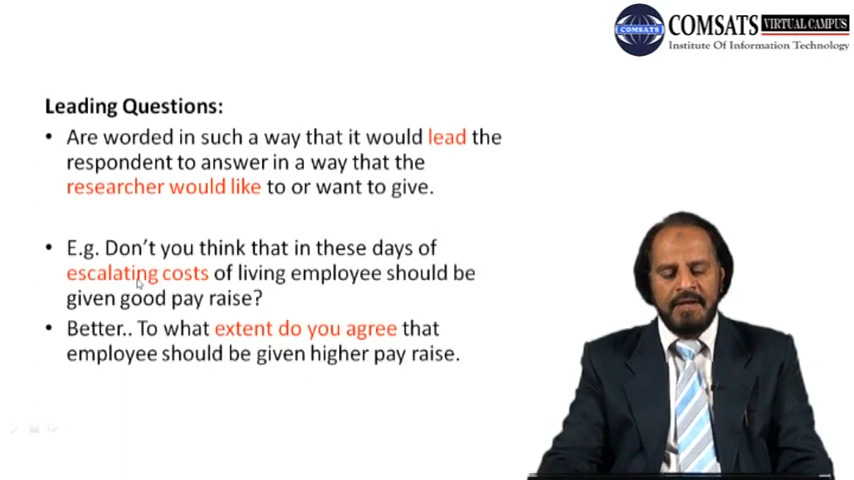 COMSATS VIRTUAL CAMPUS
Institute Of Information Technology
COMSATS
Leading Questions:
• Are worded in such a way that it would lead the
respondent to answer in a way that the
researcher would like to or want to give.
• E.g. Don't you think that in these days of
escalating costs of living employee should be
given good pay raise?
• Better.. To what extent do you agree that
employee should be given higher pay raise.